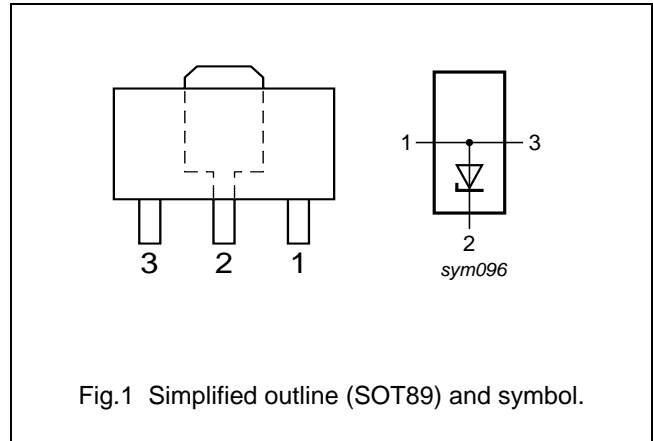 1
3
2
sym096
3 2 1
Fig.1 Simplified outline (SOT89) and symbol.